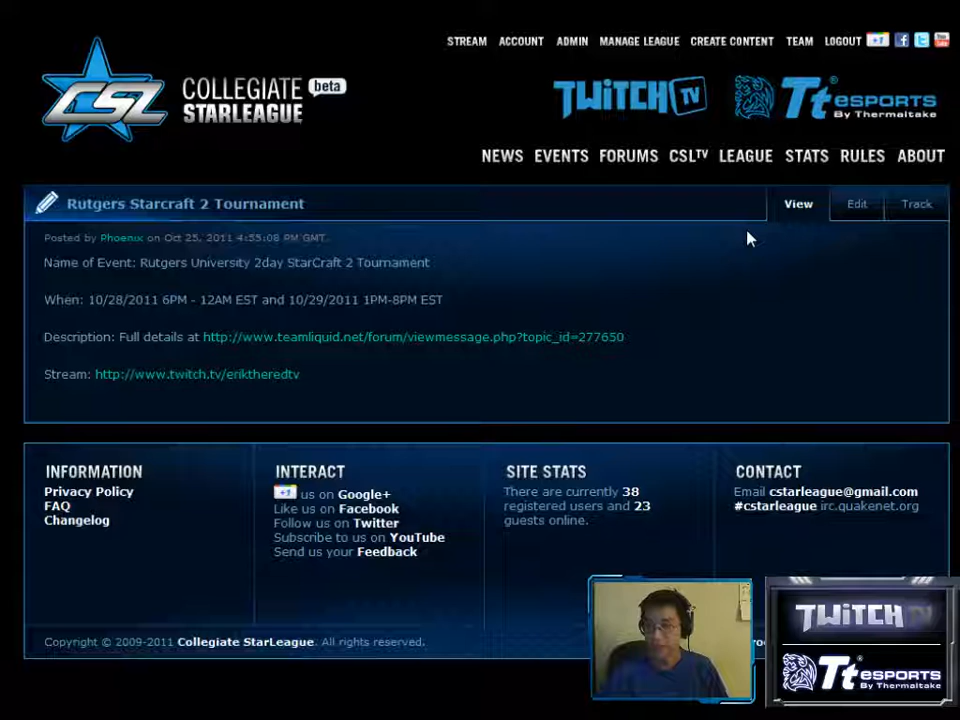 STREAM ACCOUNT ADMIN MANAGE LEAGUE CREATE CONTENT TEAM LOGOUT +1 f t You Tube
CSL COLLEGIATE STARLEAGUE beta
TWITCH TV Tt eSPORTS By Thermaltake
NEWS EVENTS FORUMS CSLTV LEAGUE STATS RULES ABOUT
Rutgers Starcraft 2 Tournament View Edit Track
Posted by Phoenix on Oct 25, 2011 4:55:08 PM GMT.
Name of Event: Rutgers University 2day StarCraft 2 Tournament
When: 10/28/2011 6PM - 12AM EST and 10/29/2011 1PM-8PM EST
Description: Full details at http://www.teamliquid.net/forum/viewmessage.php?topic_id=277650
Stream: http://www.twitch.tv/eriktheredtv
INFORMATION INTERACT SITE STATS CONTACT
Privacy Policy +1 us on Google+ There are currently 38 Email cstarleague@gmail.com
FAQ Like us on Facebook registered users and 23 #cstarleague irc.quakenet.org
Changelog Follow us on Twitter guests online.
Subscribe to us on YouTube
Send us your Feedback
TWITCH
Copyright © 2009-2011 Collegiate StarLeague. All rights reserved.
Tt eSPORTS
By Thermaltake